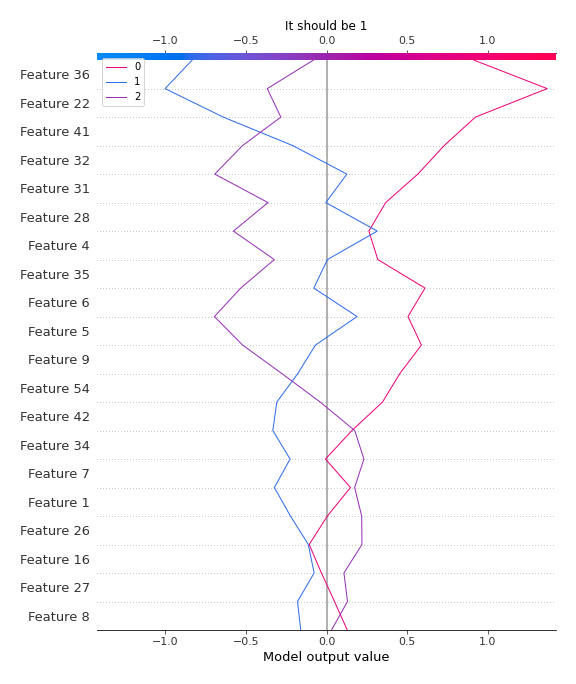 It should be 1
−1.0 −0.5 0.0 0.5 1.0
0
1
2
Feature 36
Feature 22
Feature 41
Feature 32
Feature 31
Feature 28
Feature 4
Feature 35
Feature 6
Feature 5
Feature 9
Feature 54
Feature 42
Feature 34
Feature 7
Feature 1
Feature 26
Feature 16
Feature 27
Feature 8
−1.0 −0.5 0.0 0.5 1.0
Model output value